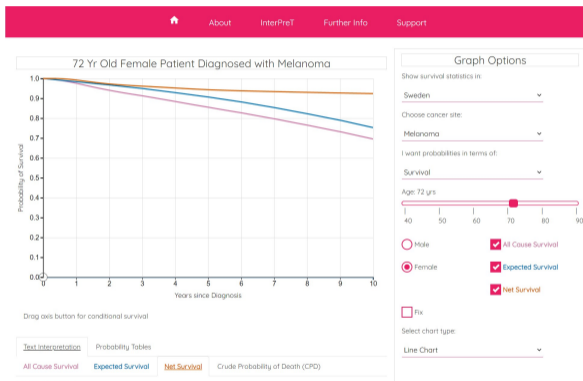 About InterPreT Further Info Support
72 Yr Old Female Patient Diagnosed with Melanoma
Probability of Survival
1.0
0.9
0.8
0.7
0.6
0.5
0.4
0.3
0.2
0.1
0.0
0 1 2 3 4 5 6 7 8 9 10
Years since Diagnosis
Drag axis button for conditional survival
Text Interpretation Probability Tables
All Cause Survival Expected Survival Net Survival Crude Probability of Death (CPD)
Graph Options
Show survival statistics in:
Sweden
Choose cancer site:
Melanoma
I want probabilities in terms of:
Survival
Age: 72 yrs
40 50 60 70 80 90
Male All Cause Survival
Female Expected Survival
Net Survival
Fix
Select chart type:
Line Chart